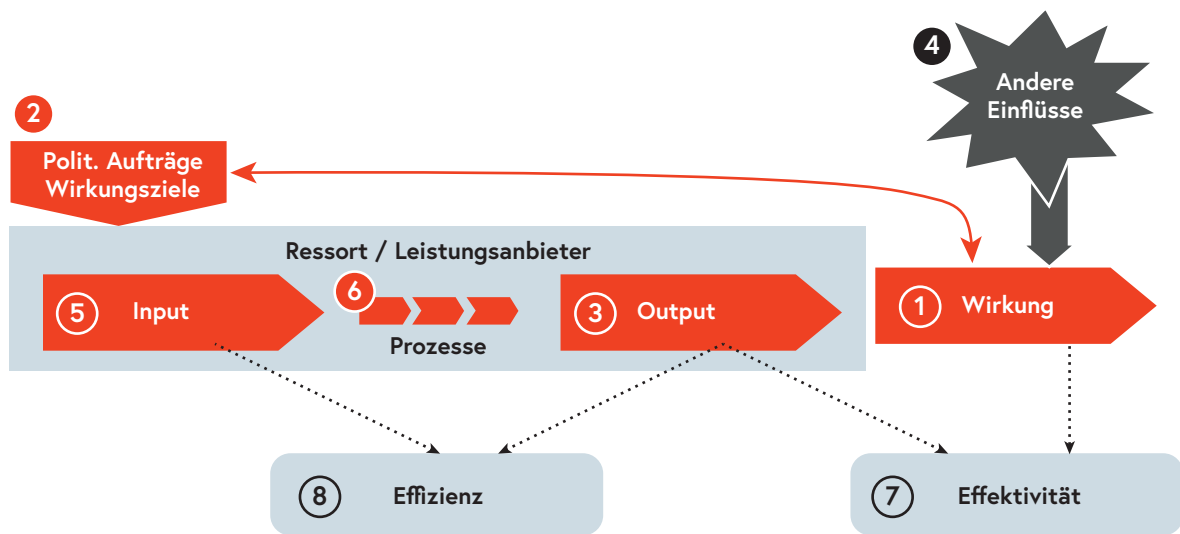 4
Andere
Einflüsse
2
Polit. Aufträge
Wirkungsziele
Ressort / Leistungsanbieter
5 Input
6
Prozesse
3 Output
1 Wirkung
8 Effizienz
7 Effektivität